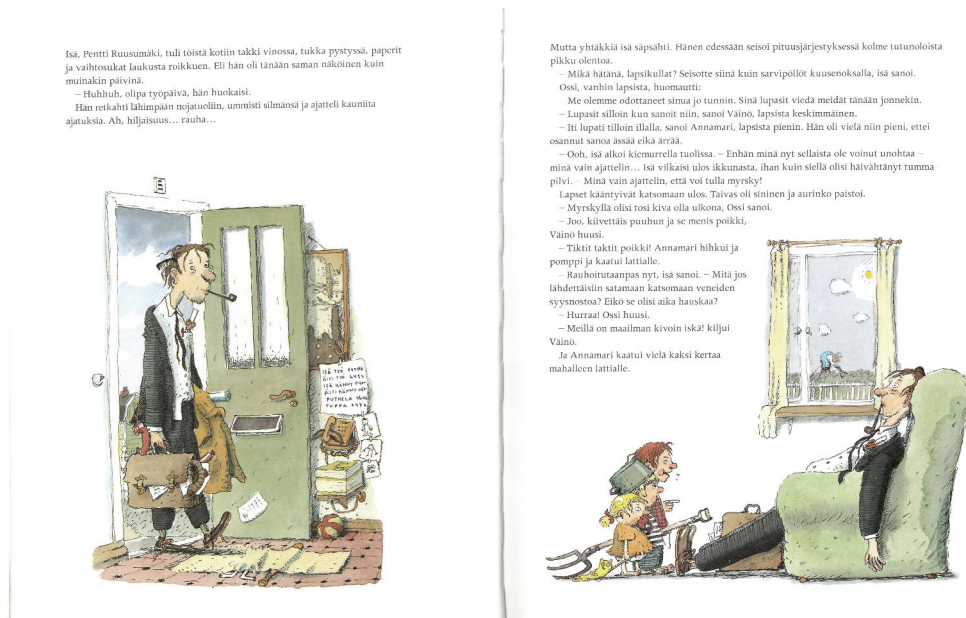 Isä, Pentti Ruusumäki, tuli töistä kotiin takki vinossa, tukka pystyssä, paperit
ja vaihtosukat laukusta roikkuen. Eli hän oli tänään saman näköinen kuin
muinakin päivinä.
– Huhhuh, olipa työpäivä, hän huokaisi.
Hän retkahti lähimpään nojatuoliin, ummisti silmänsä ja ajatteli kauniita
ajatuksia. Ah, hiljaisuus… rauha…
ISÄ TYÖ
ISÄ KÄNNY
PUTKELA
Mutta yhtäkkiä isä säpsähti. Hänen edessään seisoi pituusjärjestyksessä kolme tutunoloista
pikku olentoa.
– Mikä hätänä, lapsikullat? Seisotte siinä kuin sarvipöllöt kuusenoksalla, isä sanoi.
Ossi, vanhin lapsista, huomautti:
– Me olemme odottaneet sinua jo tunnin. Sinä lupasit viedä meidät tänään jonnekin.
– Lupasit silloin kun sanoit niin, sanoi Väinö, lapsista keskimmäinen.
– Iti lupati tilloin illalla, sanoi Annamari, lapsista pienin. Hän oli vielä niin pieni, ettei
osannut sanoa ässää eikä ärrää.
– Ooh, isä alkoi kiemurrella tuolissa. – Enhän minä nyt sellaista ole voinut unohtaa –
minä vain ajattelin… Isä vilkaisi ulos ikkunasta, ihan kuin siellä olisi häivähtänyt tumma
pilvi. – Minä vain ajattelin, että voi tulla myrsky!
Lapset kääntyivät katsomaan ulos. Taivas oli sininen ja aurinko paistoi.
– Myrskyllä olisi tosi kiva olla ulkona, Ossi sanoi.
– Joo, kiivettäis puuhun ja se menis poikki,
Väinö huusi.
– Tiktit taktit poikki! Annamari hihkui ja
pomppi ja kaatui lattialle.
– Rauhoitutaanpas nyt, isä sanoi. – Mitä jos
lähdettäisiin satamaan katsomaan veneiden
syysnostoa? Eikö se olisi aika hauskaa?
– Hurraa! Ossi huusi.
– Meillä on maailman kivoin iskä! kiljui
Väinö.
Ja Annamari kaatui vielä kaksi kertaa
mahalleen lattialle.